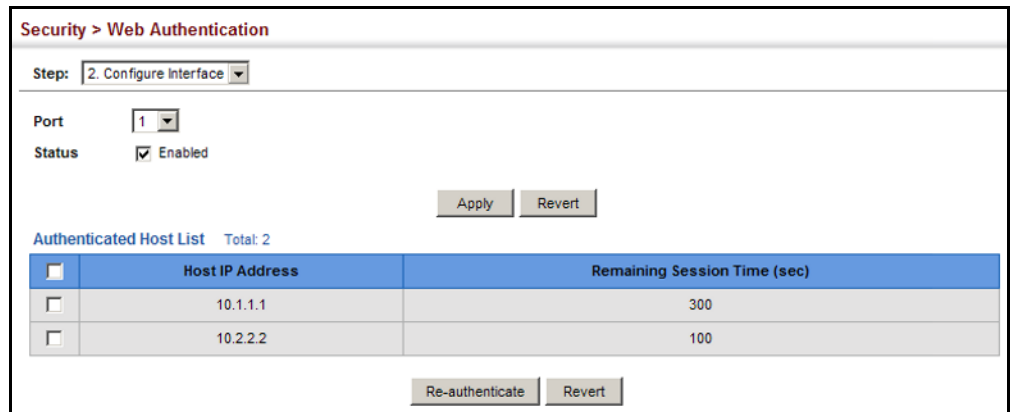 Security > Web Authentication
Step: 2. Configure Interface
Port 1
Status Enabled
Apply Revert
Authenticated Host List Total: 2
Host IP Address Remaining Session Time (sec)
10.1.1.1 300
10.2.2.2 100
Re-authenticate Revert